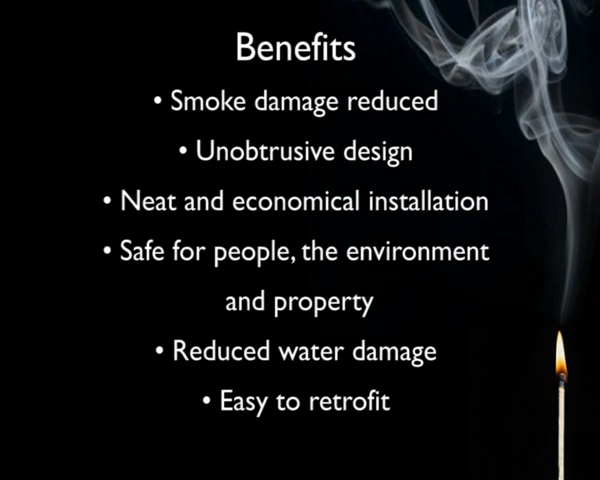 Benefits
• Smoke damage reduced
• Unobtrusive design
• Neat and economical installation
• Safe for people, the environment
and property
• Reduced water damage
• Easy to retrofit